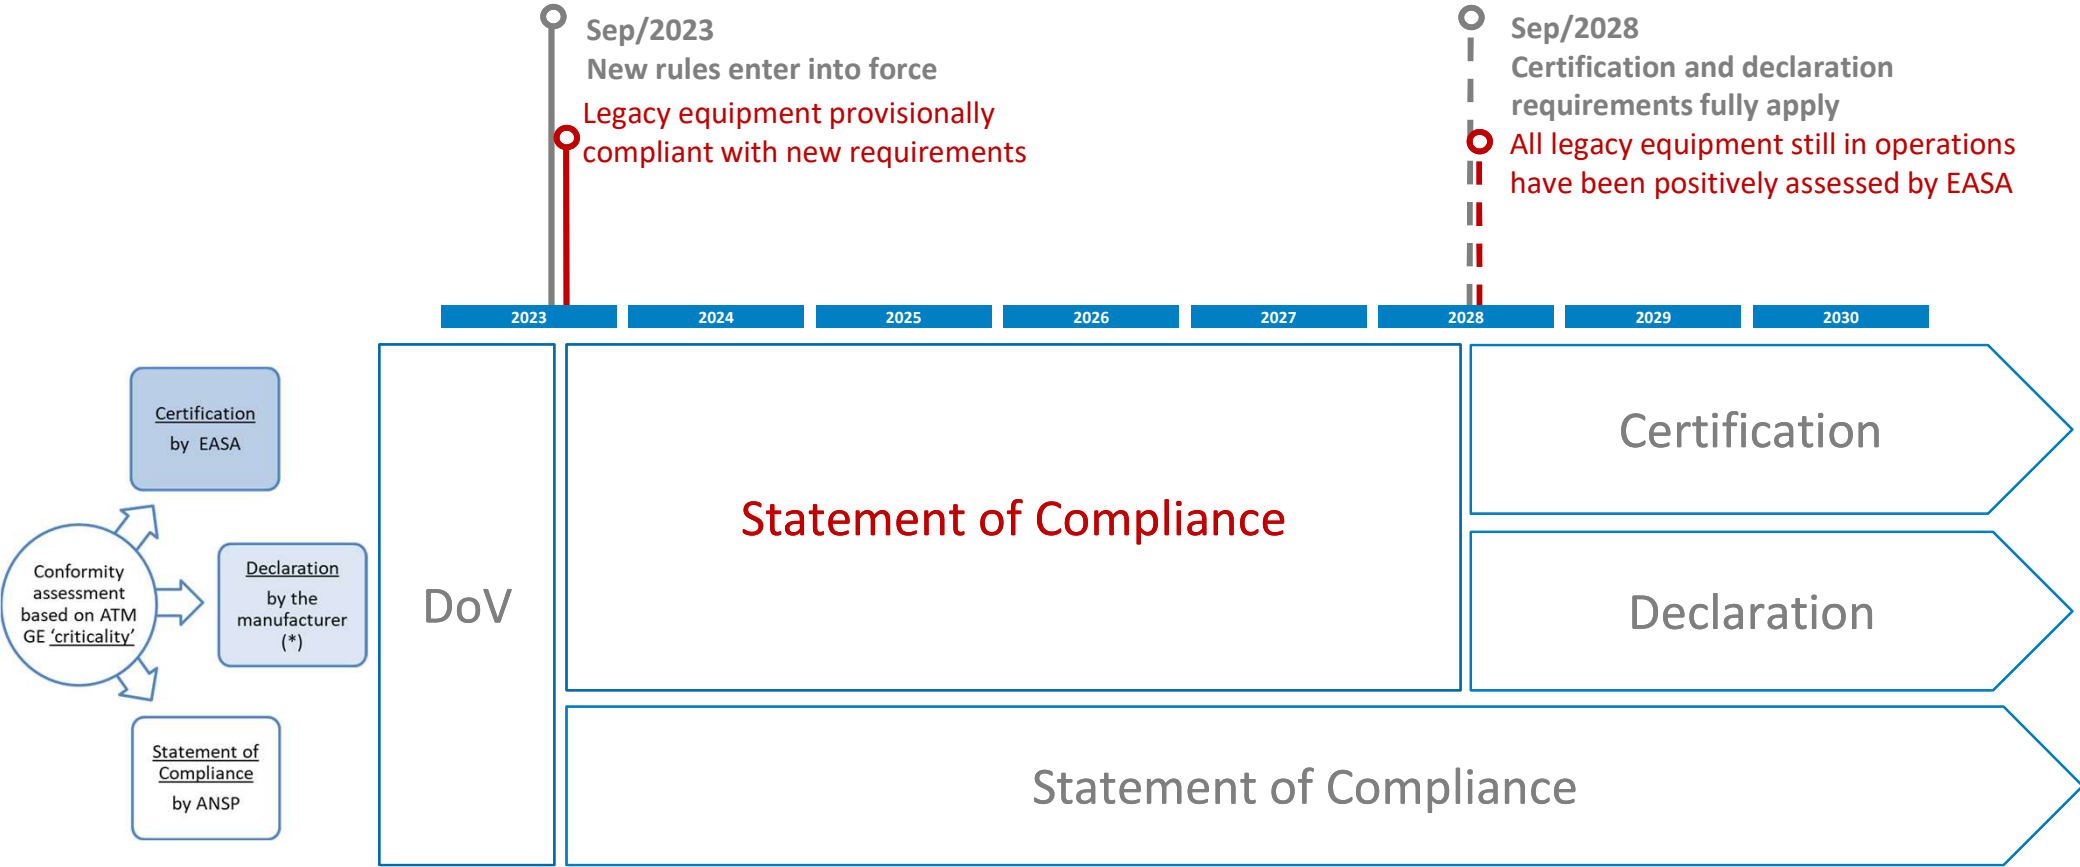 Sep/2023
New rules enter into force
Legacy equipment provisionally
compliant with new requirements
Sep/2028
Certification and declaration
requirements fully apply
All legacy equipment still in operations
have been positively assessed by EASA
2023
2024
2025
2026
2027
2028
2029
2030
Certification
by EASA
Conformity
assessment
based on ATM
GE ‘criticality’
Declaration
by the
manufacturer
(*)
Statement of
Compliance
by ANSP
DoV
Statement of Compliance
Certification
Declaration
Statement of Compliance